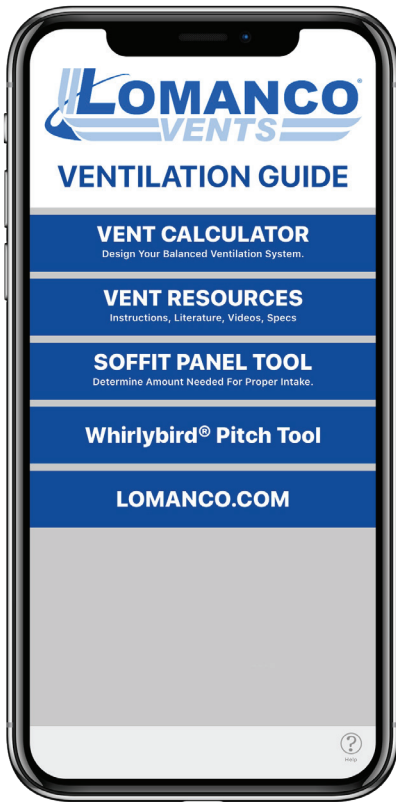 LOMANCO®
VENTS
VENTILATION GUIDE
VENT CALCULATOR
Design Your Balanced Ventilation System.
VENT RESOURCES
Instructions, Literature, Videos, Specs
SOFFIT PANEL TOOL
Determine Amount Needed For Proper Intake.
Whirlybird® Pitch Tool
LOMANCO.COM
?
Help